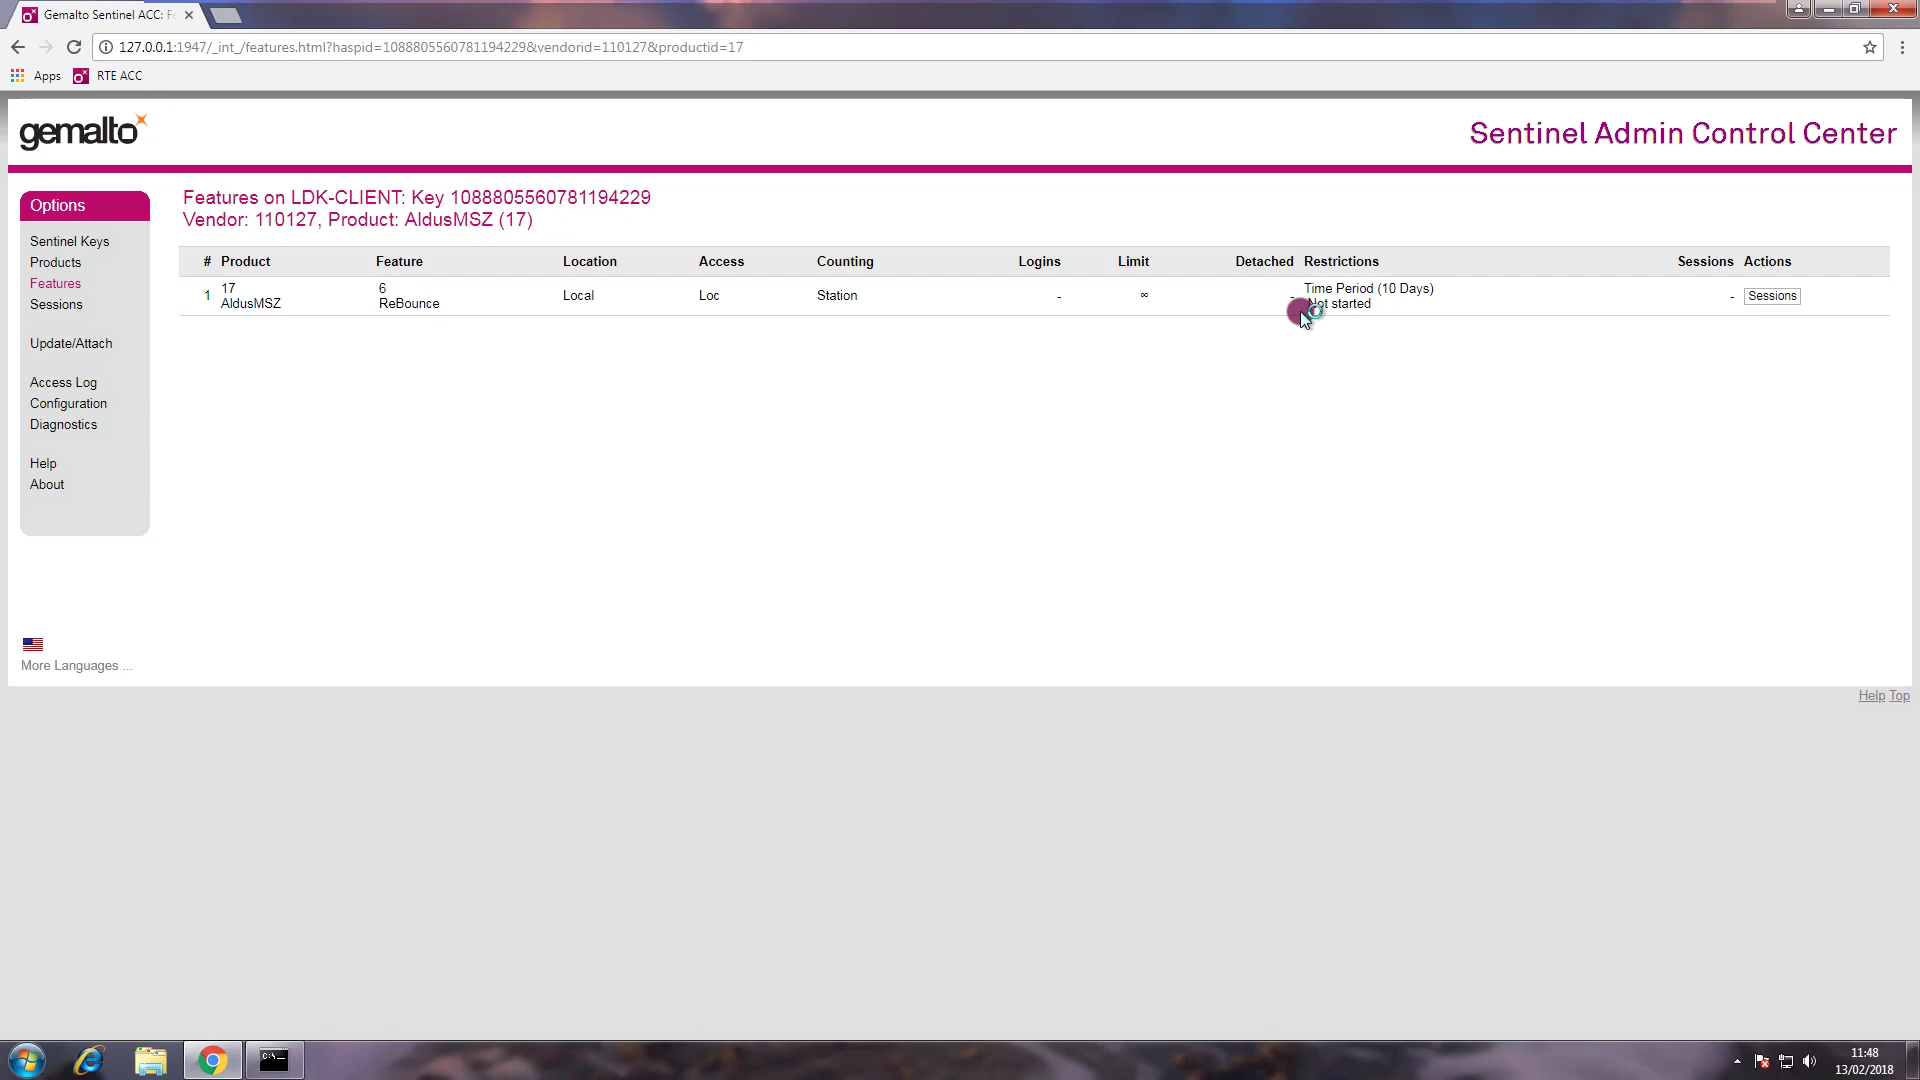 Gemalto Sentinel ACC: Fe
127.0.0.1:1947/_int_/features.html?haspid=1088805560781194229&vendorid=110127&productid=17
Apps RTE ACC
gemalto
Sentinel Admin Control Center
Options
Sentinel Keys
Products
Features
Sessions
Update/Attach
Access Log
Configuration
Diagnostics
Help
About
More Languages ...
Features on LDK-CLIENT: Key 1088805560781194229
Vendor: 110127, Product: AldusMSZ (17)
# Product Feature Location Access Counting Logins Limit Detached Restrictions Sessions Actions
1 17 AldusMSZ 6 ReBounce Local Loc Station - ∞ - Time Period (10 Days) Not started - Sessions
Help Top
C:\_
11:48
13/02/2018